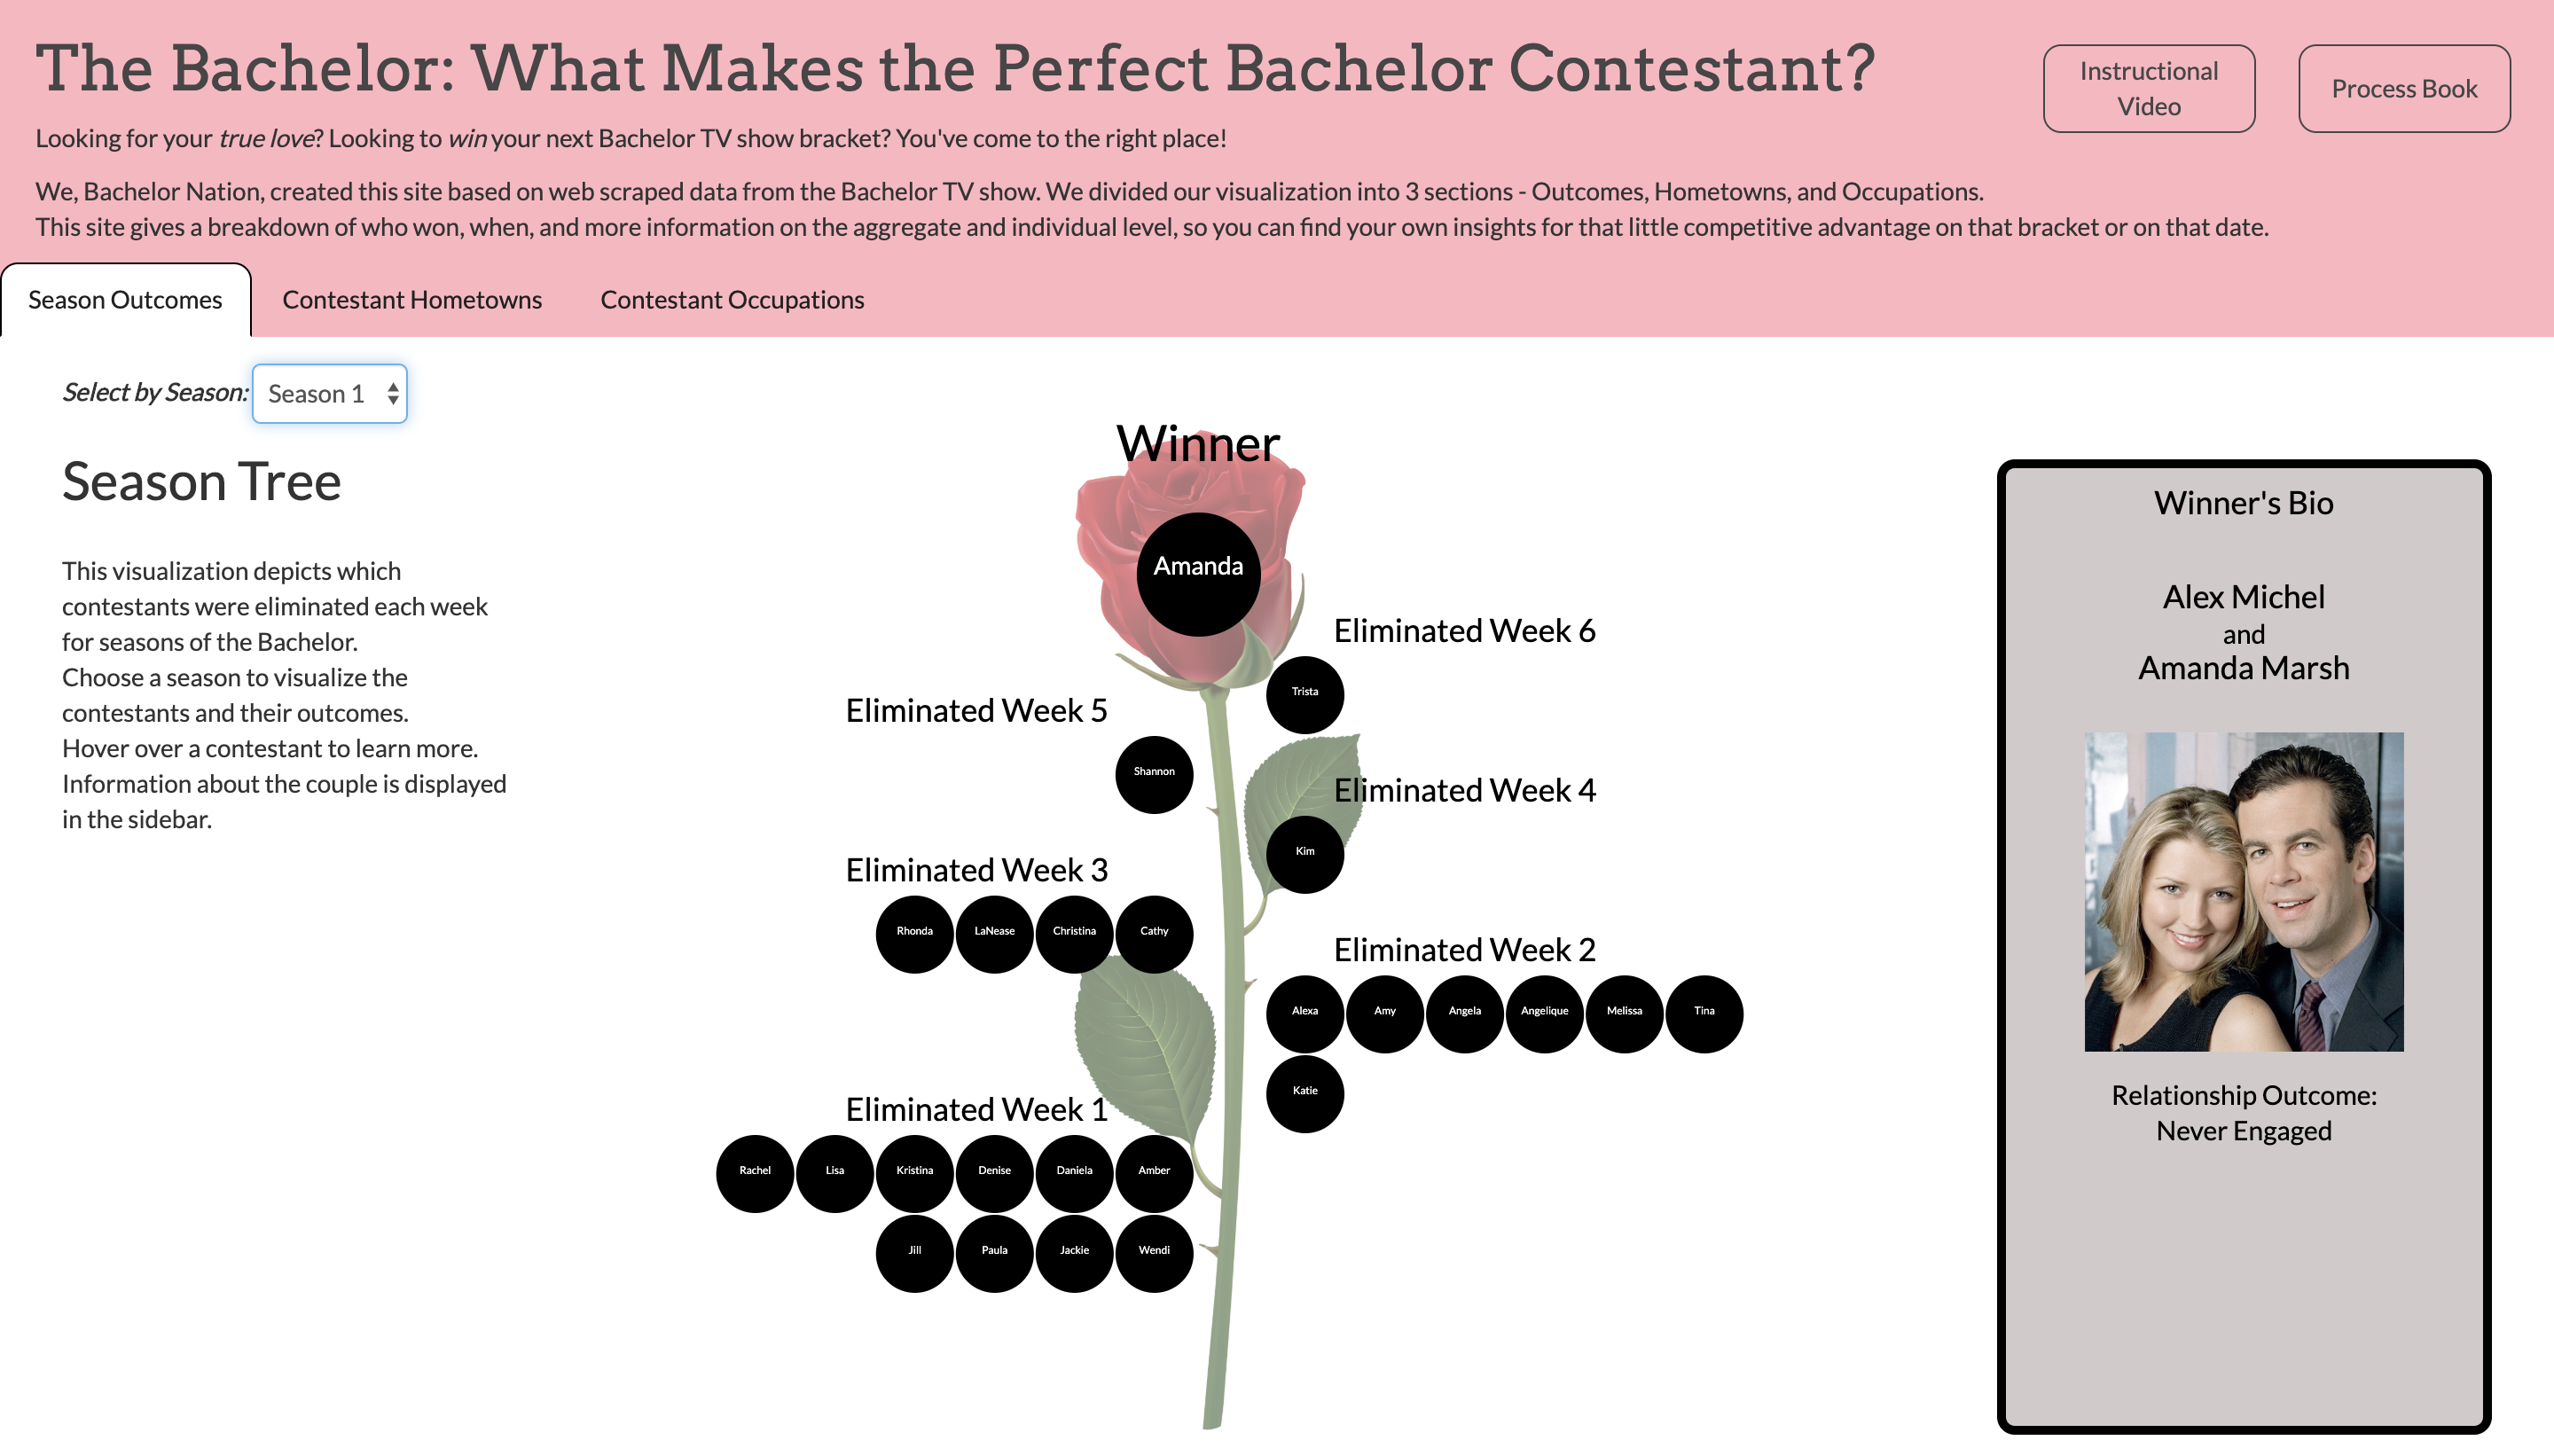 The Bachelor: What Makes the Perfect Bachelor Contestant?
Instructional
Video
Process Book
Looking for your true love? Looking to win your next Bachelor TV show bracket? You've come to the right place!
We, Bachelor Nation, created this site based on web scraped data from the Bachelor TV show. We divided our visualization into 3 sections - Outcomes, Hometowns, and Occupations.
This site gives a breakdown of who won, when, and more information on the aggregate and individual level, so you can find your own insights for that little competitive advantage on that bracket or on that date.
Season Outcomes
Contestant Hometowns
Contestant Occupations
Select by Season:
Season 1
Season Tree
This visualization depicts which
contestants were eliminated each week
for seasons of the Bachelor.
Choose a season to visualize the
contestants and their outcomes.
Hover over a contestant to learn more.
Information about the couple is displayed
in the sidebar.
Winner
Amanda
Eliminated Week 6
Trista
Eliminated Week 5
Shannon
Eliminated Week 4
Kim
Eliminated Week 3
Rhonda LaNease Christina Cathy
Eliminated Week 2
Alexa Amy Angela Angelique Melissa Tina
Katie
Eliminated Week 1
Rachel Lisa Kristina Denise Daniela Amber
Jill Paula Jackie Wendi
Winner's Bio
Alex Michel
and
Amanda Marsh
Relationship Outcome:
Never Engaged